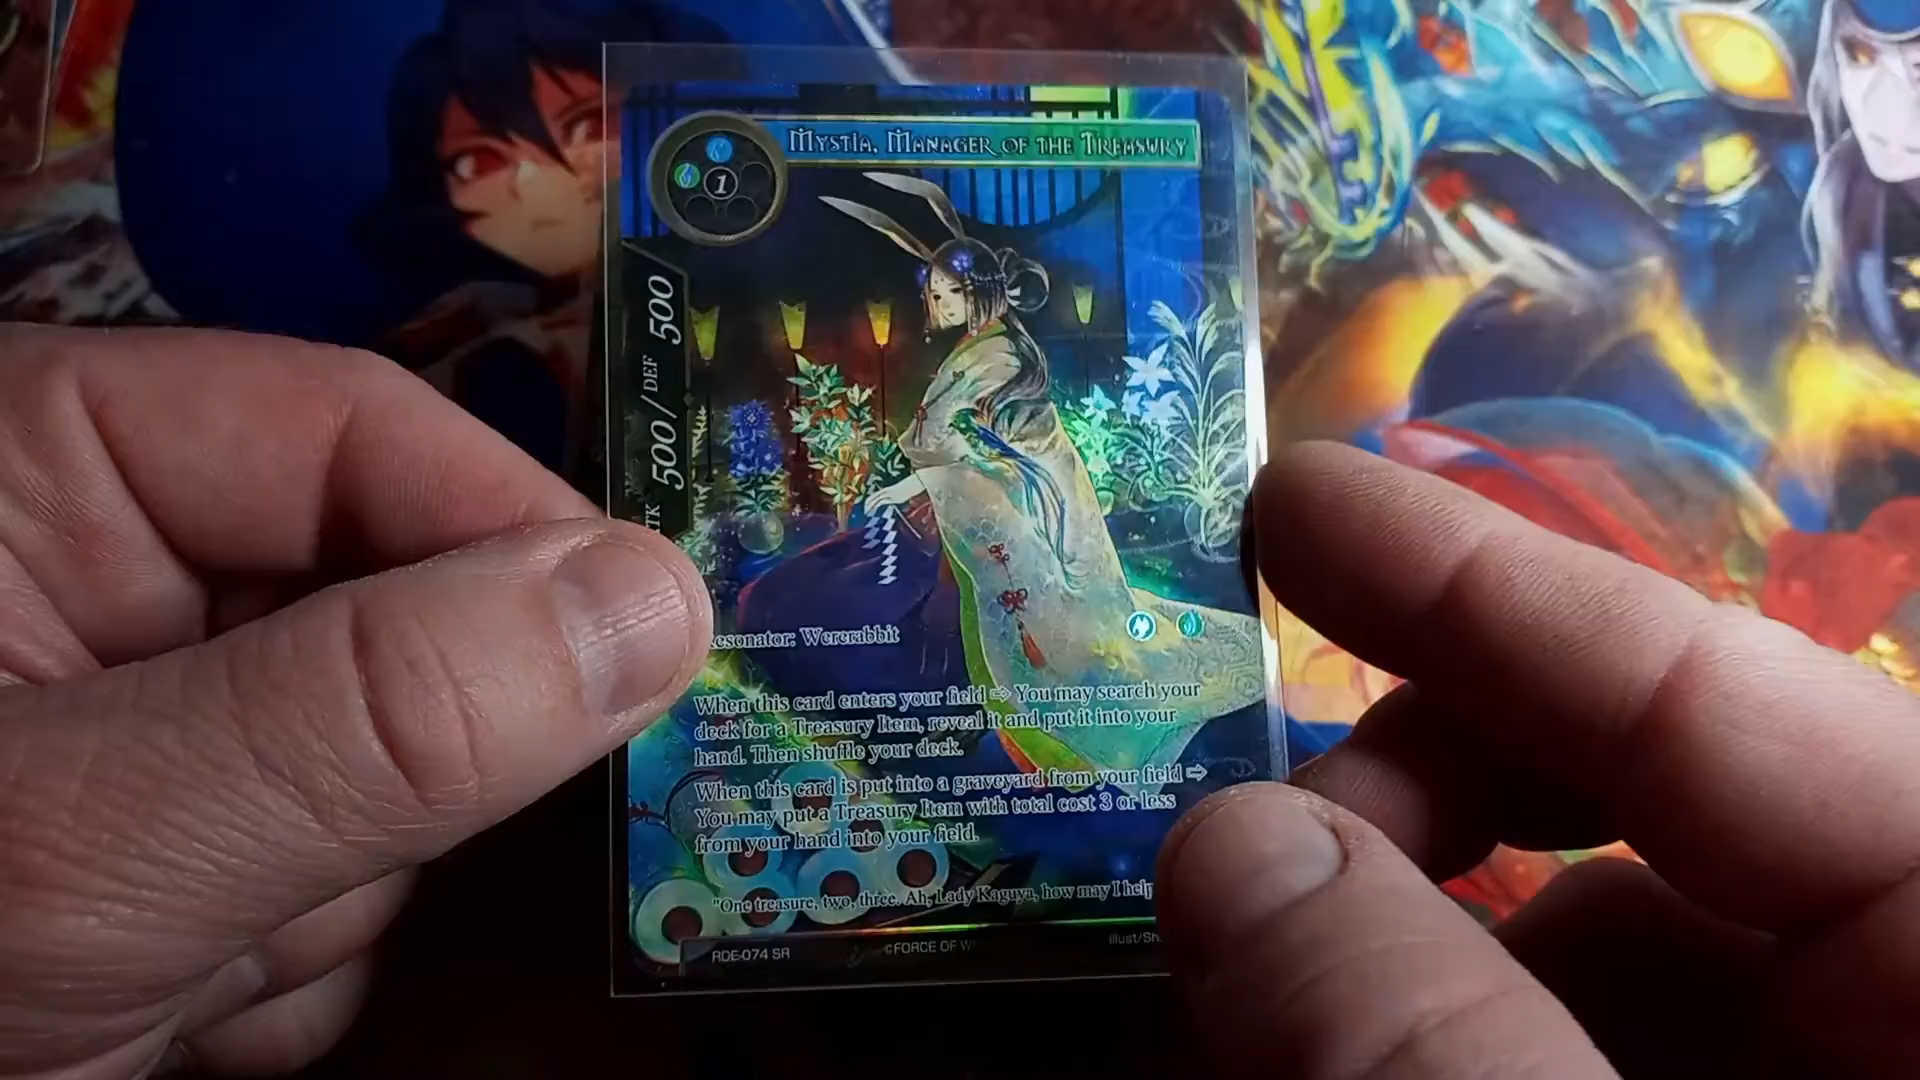 Mystia, Manager of the Treasury
1
500 / DEF 500
Resonator: Wererabbit
When this card enters your field ⇨ You may search your
deck for a Treasury Item, reveal it and put it into your
hand. Then shuffle your deck.
When this card is put into a graveyard from your field ⇨
You may put a Treasury Item with total cost 3 or less
from your hand into your field.
"One treasure, two, three. Ah, Lady Kaguya, how may I help
RDE-074 SR
©FORCE OF
Illust/